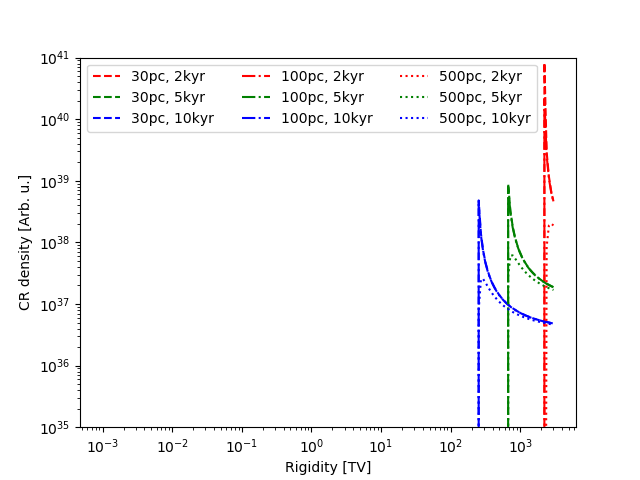 10^41
10^40
10^39
10^38
10^37
10^36
10^35
CR density [Arb. u.]
30pc, 2kyr
30pc, 5kyr
30pc, 10kyr
100pc, 2kyr
100pc, 5kyr
100pc, 10kyr
500pc, 2kyr
500pc, 5kyr
500pc, 10kyr
10^−3 10^−2 10^−1 10^0 10^1 10^2 10^3
Rigidity [TV]